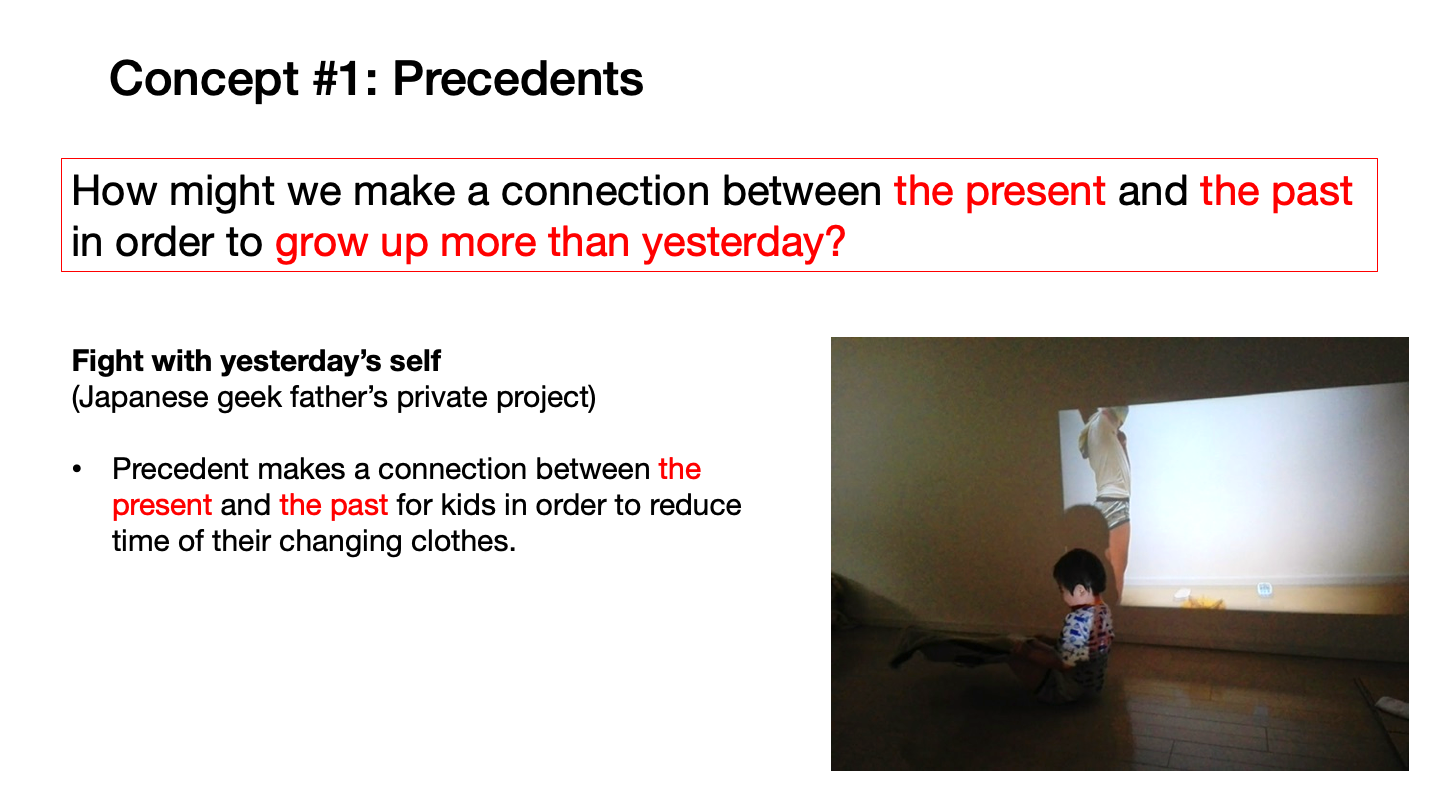 Concept #1: Precedents
How might we make a connection between the present and the past
in order to grow up more than yesterday?
Fight with yesterday’s self
(Japanese geek father’s private project)
• Precedent makes a connection between the
present and the past for kids in order to reduce
time of their changing clothes.